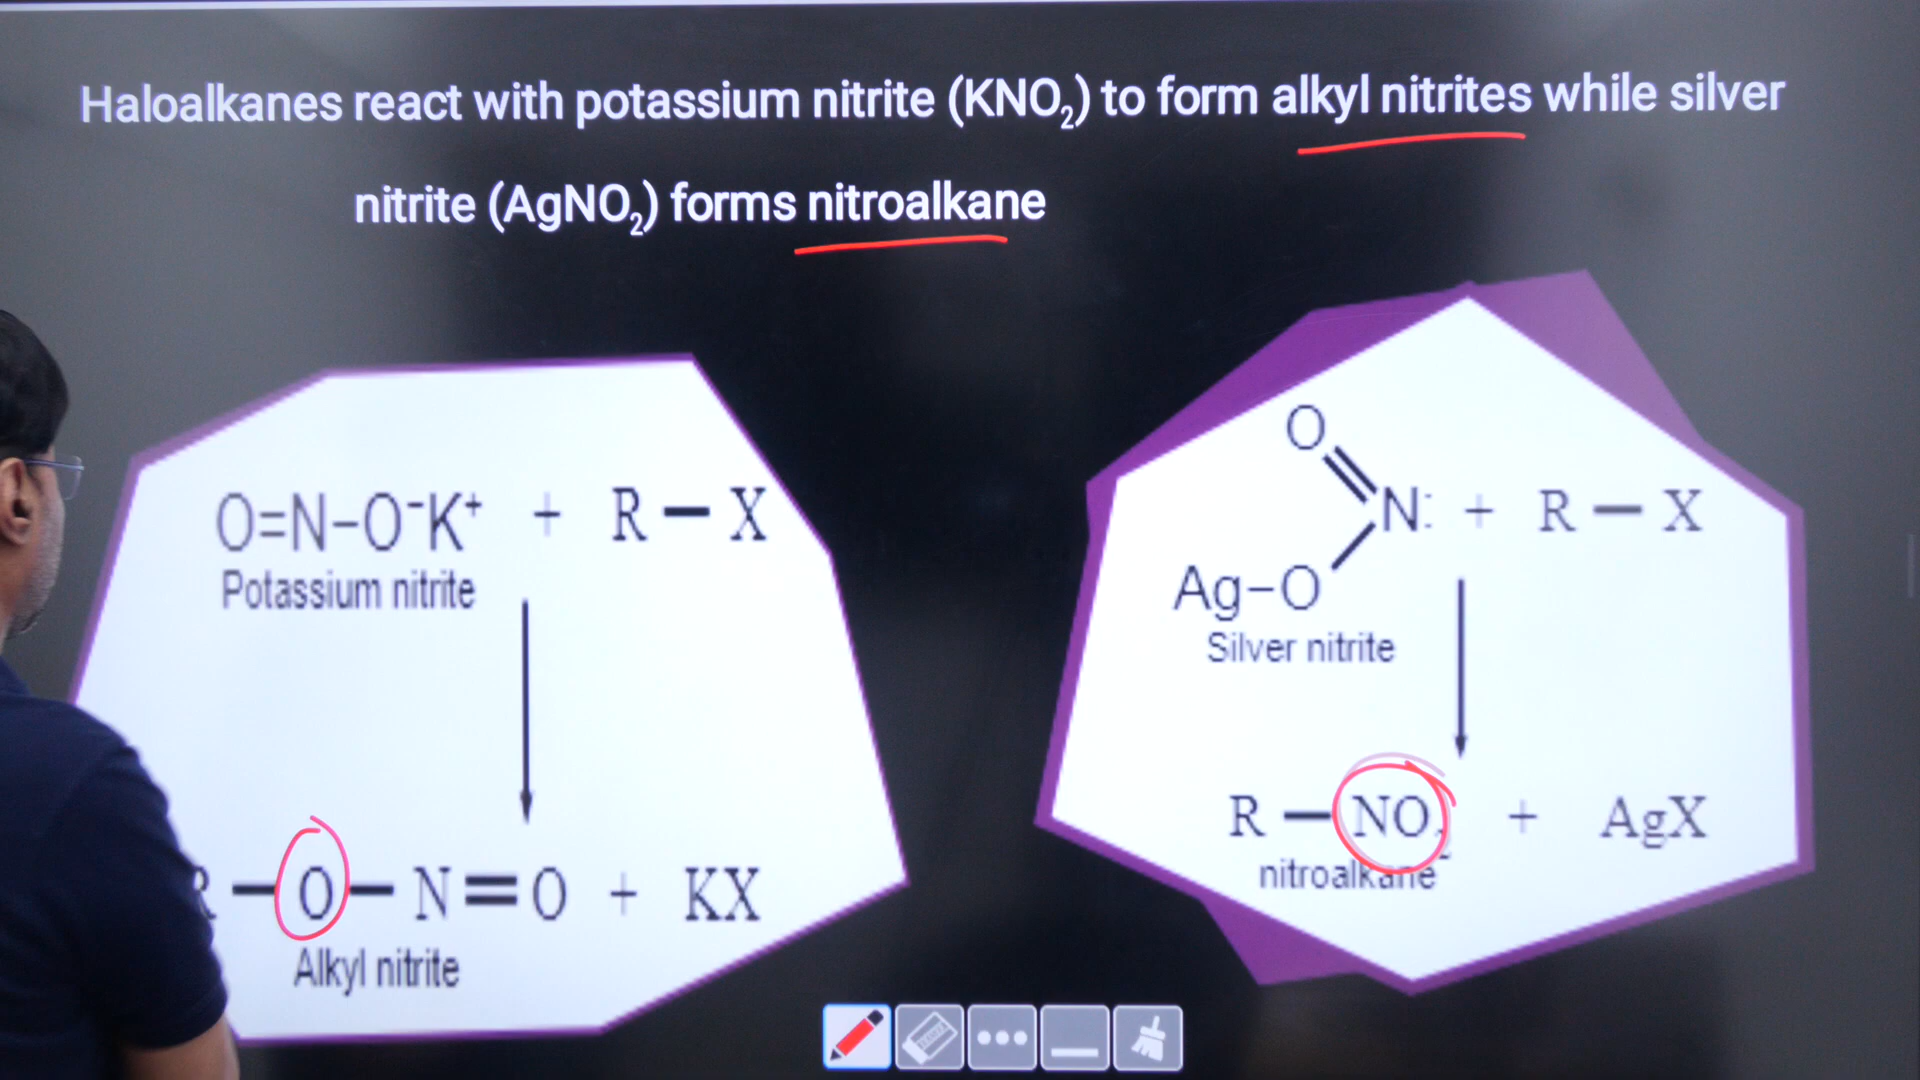 Haloalkanes react with potassium nitrite (KNO₂) to form alkyl nitrites while silver
nitrite (AgNO₂) forms nitroalkane
O=N–O⁻K⁺ + R — X
Potassium nitrite
R — O — N = O + KX
Alkyl nitrite
O
N: + R — X
Ag–O
Silver nitrite
R — NO₂ + AgX
nitroalkane